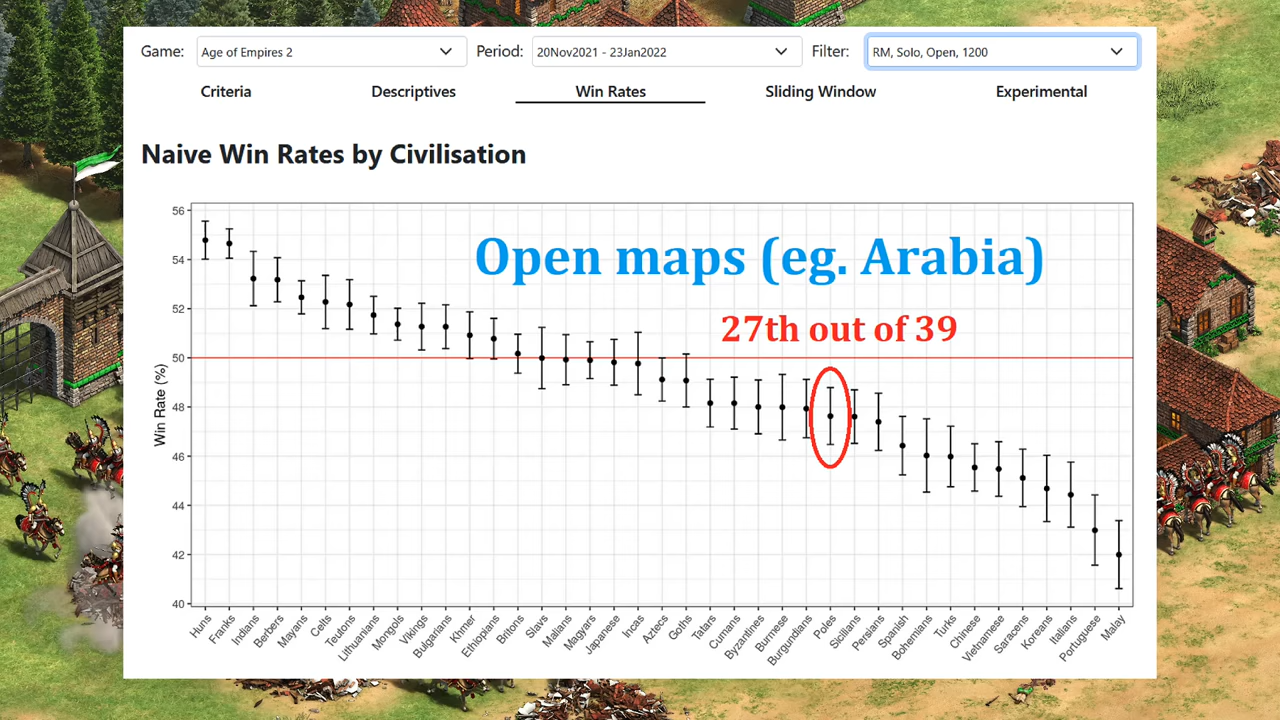 Game: Age of Empires 2 Period: 20Nov2021 - 23Jan2022 Filter: RM, Solo, Open, 1200
Criteria Descriptives Win Rates Sliding Window Experimental
Naive Win Rates by Civilisation
Open maps (eg. Arabia)
27th out of 39
Win Rate (%)
56
54
52
50
48
46
44
42
40
Huns
Franks
Indians
Berbers
Mayans
Celts
Teutons
Lithuanians
Mongols
Vikings
Bulgarians
Khmer
Ethiopians
Britons
Slavs
Malians
Magyars
Japanese
Incas
Aztecs
Goths
Tatars
Cumans
Byzantines
Burmese
Burgundians
Poles
Sicilians
Persians
Spanish
Bohemians
Turks
Chinese
Vietnamese
Saracens
Koreans
Italians
Portuguese
Malay